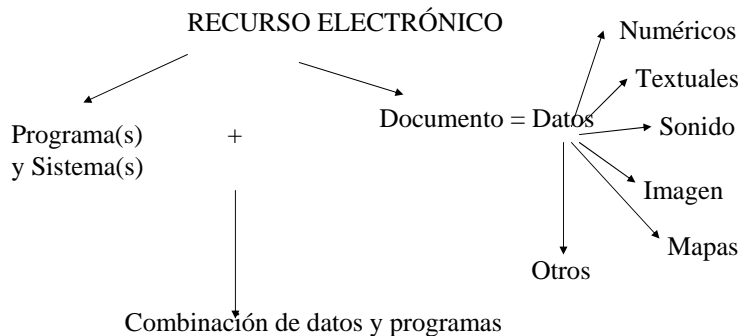 RECURSO ELECTRÓNICO
Numéricos
Textuales
Documento = Datos
Sonido
Programa(s)
y Sistema(s)
+
Imagen
Mapas
Otros
Combinación de datos y programas